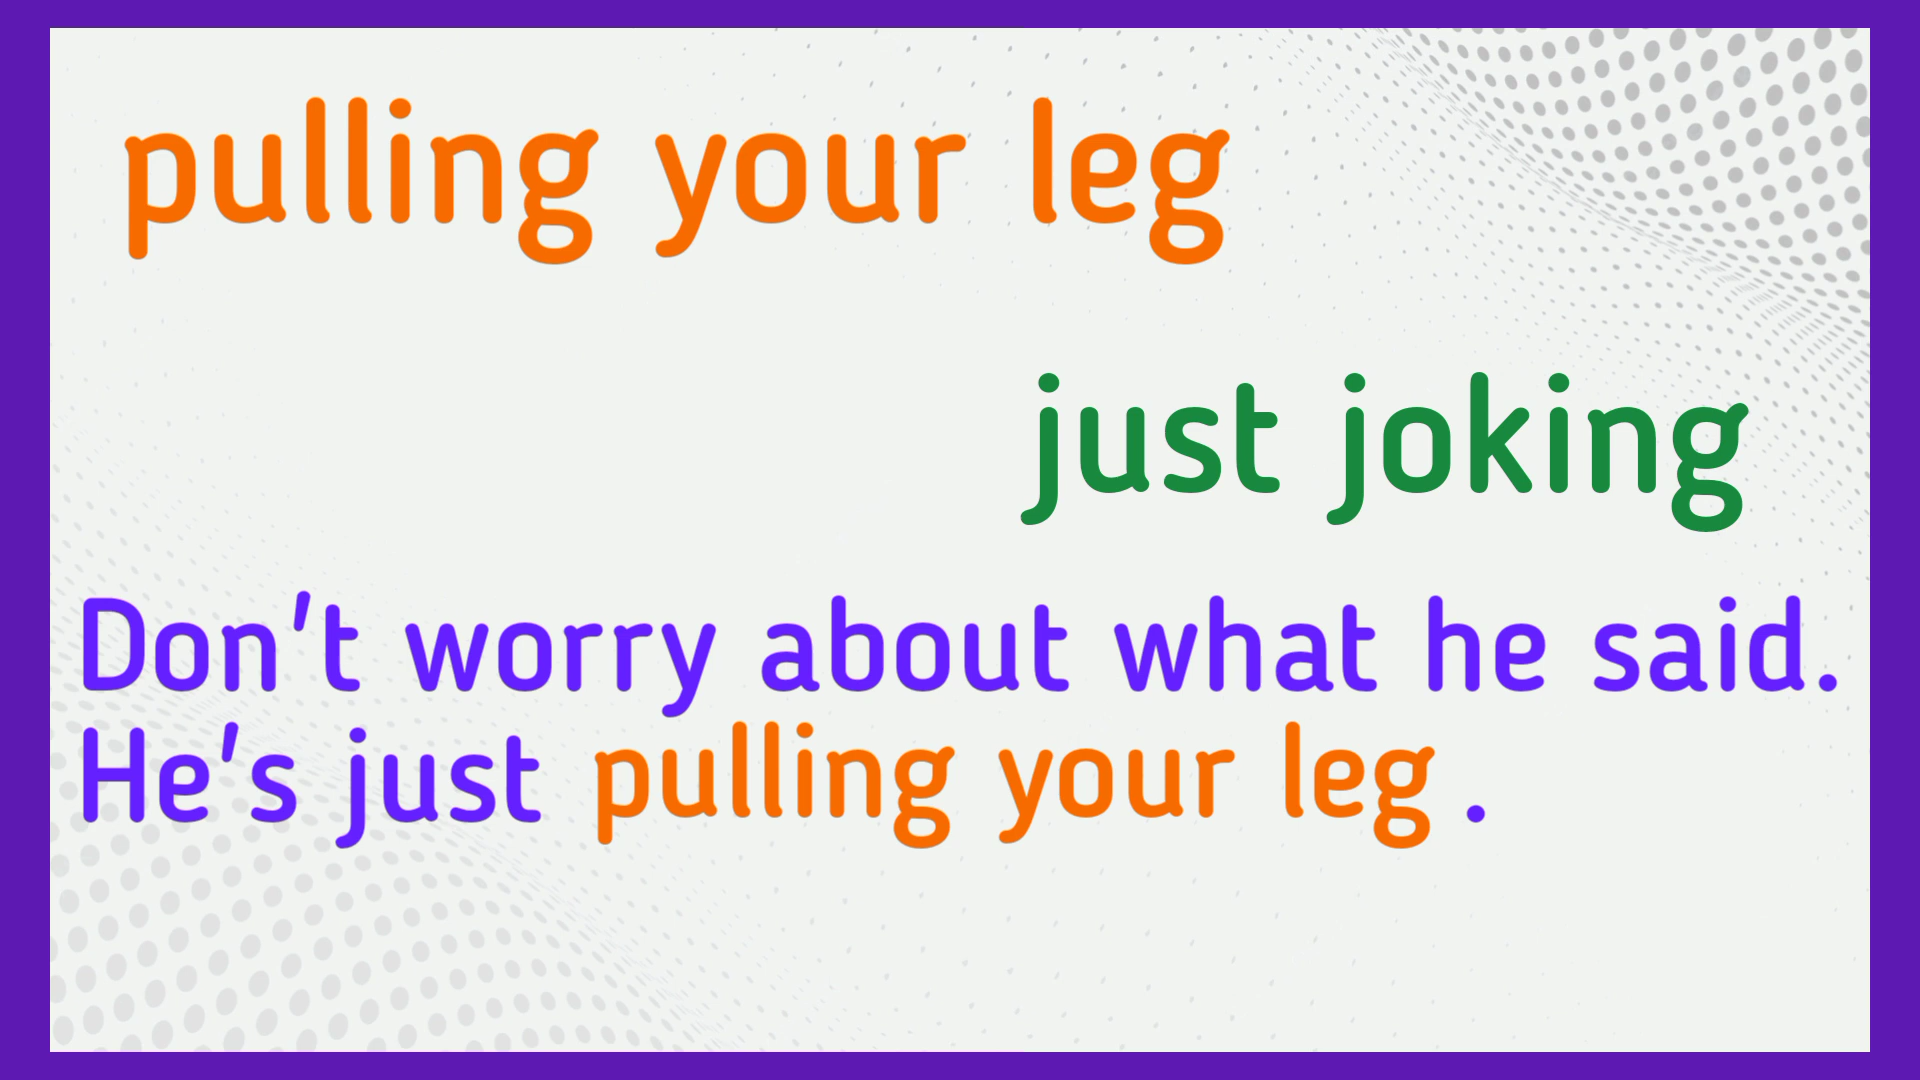 pulling your leg
just joking
Don't worry about what he said.
He's just pulling your leg .